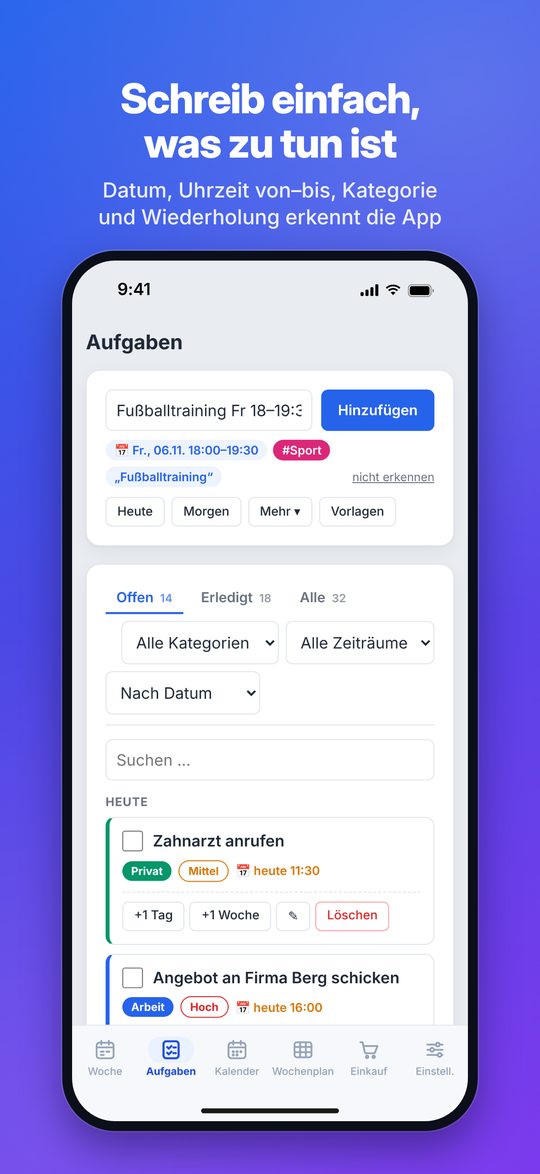 Schreib einfach,
was zu tun ist
Datum, Uhrzeit von–bis, Kategorie
und Wiederholung erkennt die App
9:41
Aufgaben
Fußballtraining Fr 18–19:3
Hinzufügen
Fr., 06.11. 18:00–19:30
#Sport
„Fußballtraining“
nicht erkennen
Heute
Morgen
Mehr ▾
Vorlagen
Offen 14
Erledigt 18
Alle 32
Alle Kategorien
Alle Zeiträume
Nach Datum
Suchen ...
HEUTE
Zahnarzt anrufen
Privat
Mittel
heute 11:30
+1 Tag
+1 Woche
Löschen
Angebot an Firma Berg schicken
Arbeit
Hoch
heute 16:00
Woche
Aufgaben
Kalender
Wochenplan
Einkauf
Einstell.